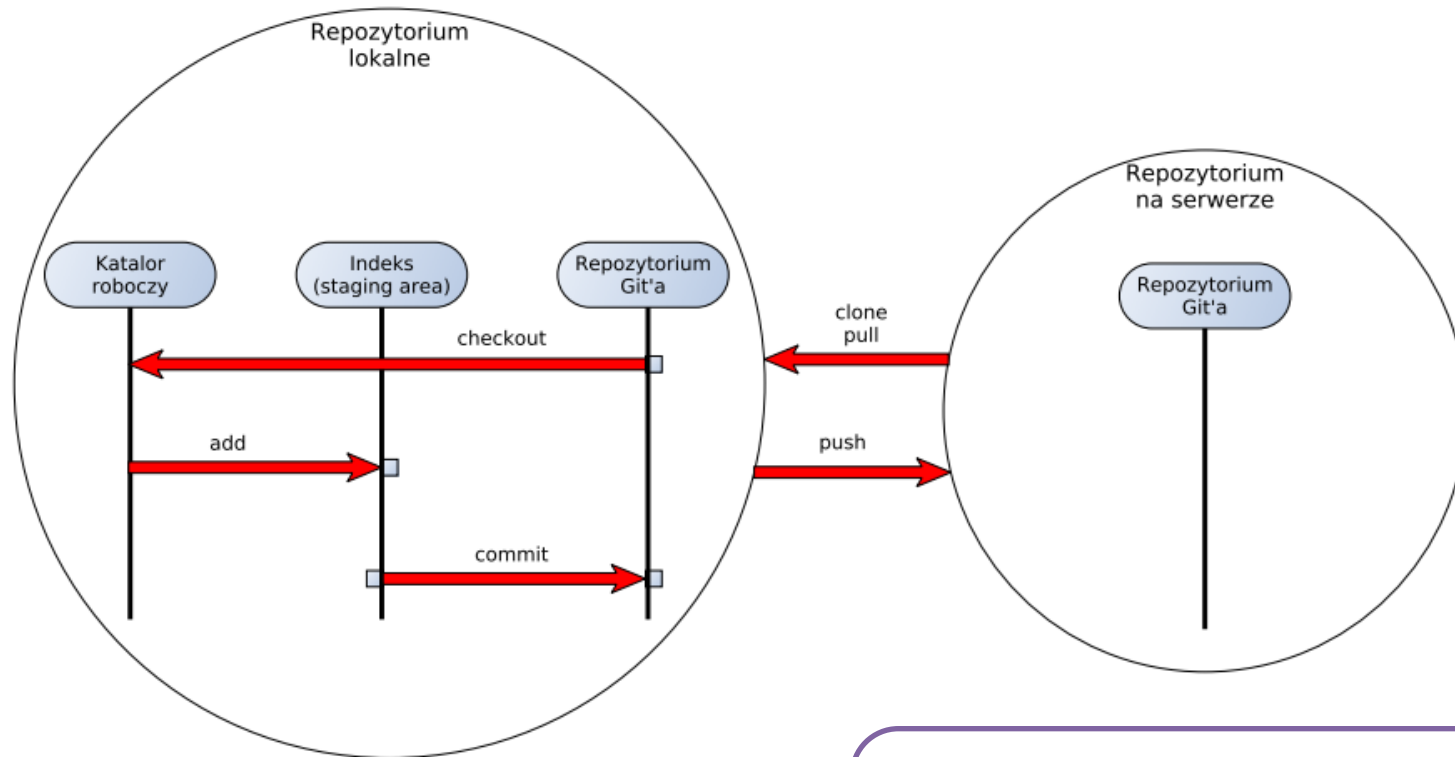 Repozytorium
lokalne
Repozytorium
na serwerze
Katalor
roboczy
Indeks
(staging area)
Repozytorium
Git'a
Repozytorium
Git'a
checkout
clone
pull
add
push
commit